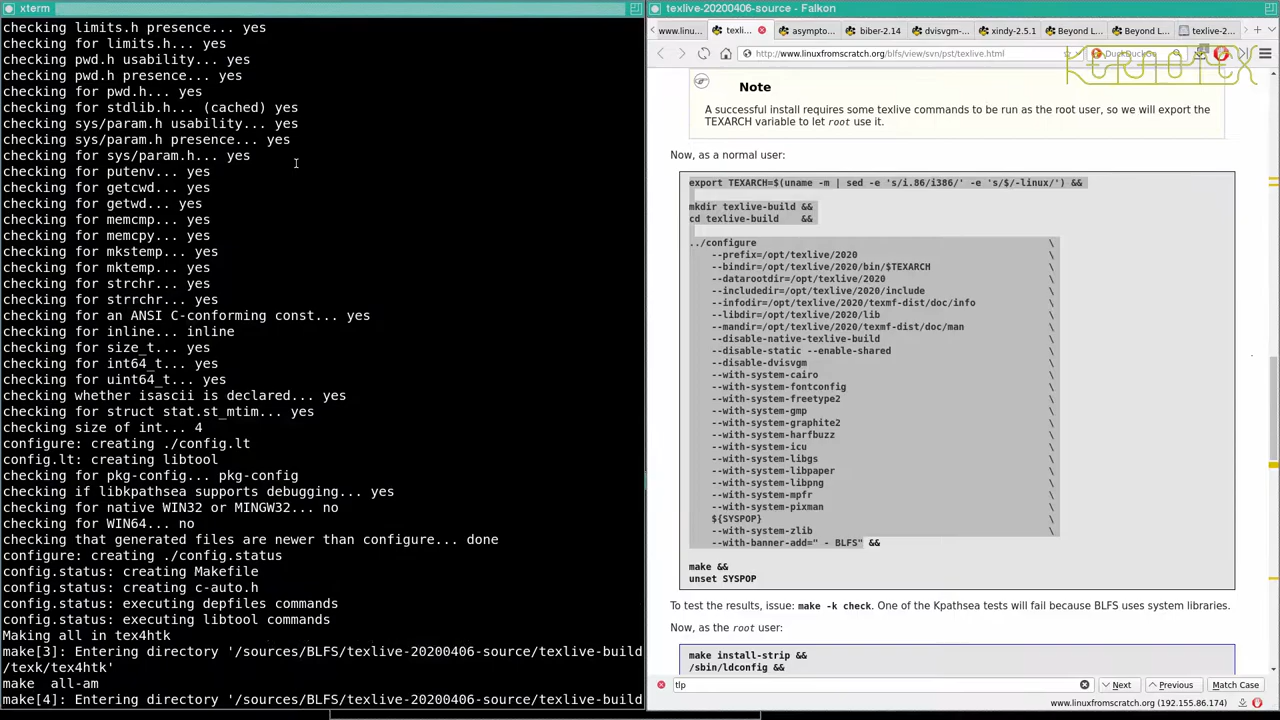 xterm
checking limits.h presence... yes
checking for limits.h... yes
checking pwd.h usability... yes
checking pwd.h presence... yes
checking for pwd.h... yes
checking for stdlib.h... (cached) yes
checking sys/param.h usability... yes
checking sys/param.h presence... yes
checking for sys/param.h... yes
checking for putenv... yes
checking for getcwd... yes
checking for getwd... yes
checking for memcmp... yes
checking for memcpy... yes
checking for mkstemp... yes
checking for mktemp... yes
checking for strchr... yes
checking for strrchr... yes
checking for an ANSI C-conforming const... yes
checking for inline... inline
checking for size_t... yes
checking for int64_t... yes
checking for uint64_t... yes
checking whether isascii is declared... yes
checking for struct stat.st_mtim... yes
checking size of int... 4
configure: creating ./config.lt
config.lt: creating libtool
checking for pkg-config... pkg-config
checking if libkpathsea supports debugging... yes
checking for native WIN32 or MINGW32... no
checking for WIN64... no
checking that generated files are newer than configure... done
configure: creating ./config.status
config.status: creating Makefile
config.status: creating c-auto.h
config.status: executing depfiles commands
config.status: executing libtool commands
Making all in tex4htk
make[3]: Entering directory '/sources/BLFS/texlive-20200406-source/texlive-build
/texk/tex4htk'
make  all-am
make[4]: Entering directory '/sources/BLFS/texlive-20200406-source/texlive-build
texlive-20200406-source - Falkon
www.linu... texli... asympto... biber-2.14 dvisvgm-... xindy-2.5.1 Beyond L... Beyond L... texlive-2...
http://www.linuxfromscratch.org/blfs/view/svn/pst/texlive.html DuckDuckGo
Note
A successful install requires some texlive commands to be run as the root user, so we will export the
TEXARCH variable to let root use it.
Now, as a normal user:
export TEXARCH=$(uname -m | sed -e 's/i.86/i386/' -e 's/$/-linux/') &&
mkdir texlive-build &&
cd texlive-build    &&
../configure \
--prefix=/opt/texlive/2020 \
--bindir=/opt/texlive/2020/bin/$TEXARCH \
--datarootdir=/opt/texlive/2020 \
--includedir=/opt/texlive/2020/include \
--infodir=/opt/texlive/2020/texmf-dist/doc/info \
--libdir=/opt/texlive/2020/lib \
--mandir=/opt/texlive/2020/texmf-dist/doc/man \
--disable-native-texlive-build \
--disable-static --enable-shared \
--disable-dvisvgm \
--with-system-cairo \
--with-system-fontconfig \
--with-system-freetype2 \
--with-system-gmp \
--with-system-graphite2 \
--with-system-harfbuzz \
--with-system-icu \
--with-system-libgs \
--with-system-libpaper \
--with-system-libpng \
--with-system-mpfr \
--with-system-pixman \
${SYSPOP} \
--with-system-zlib \
--with-banner-add=" - BLFS" &&
make &&
unset SYSPOP
To test the results, issue: make -k check. One of the Kpathsea tests will fail because BLFS uses system libraries.
Now, as the root user:
make install-strip &&
/sbin/ldconfig &&
tlp Next Previous Match Case
www.linuxfromscratch.org (192.155.86.174)